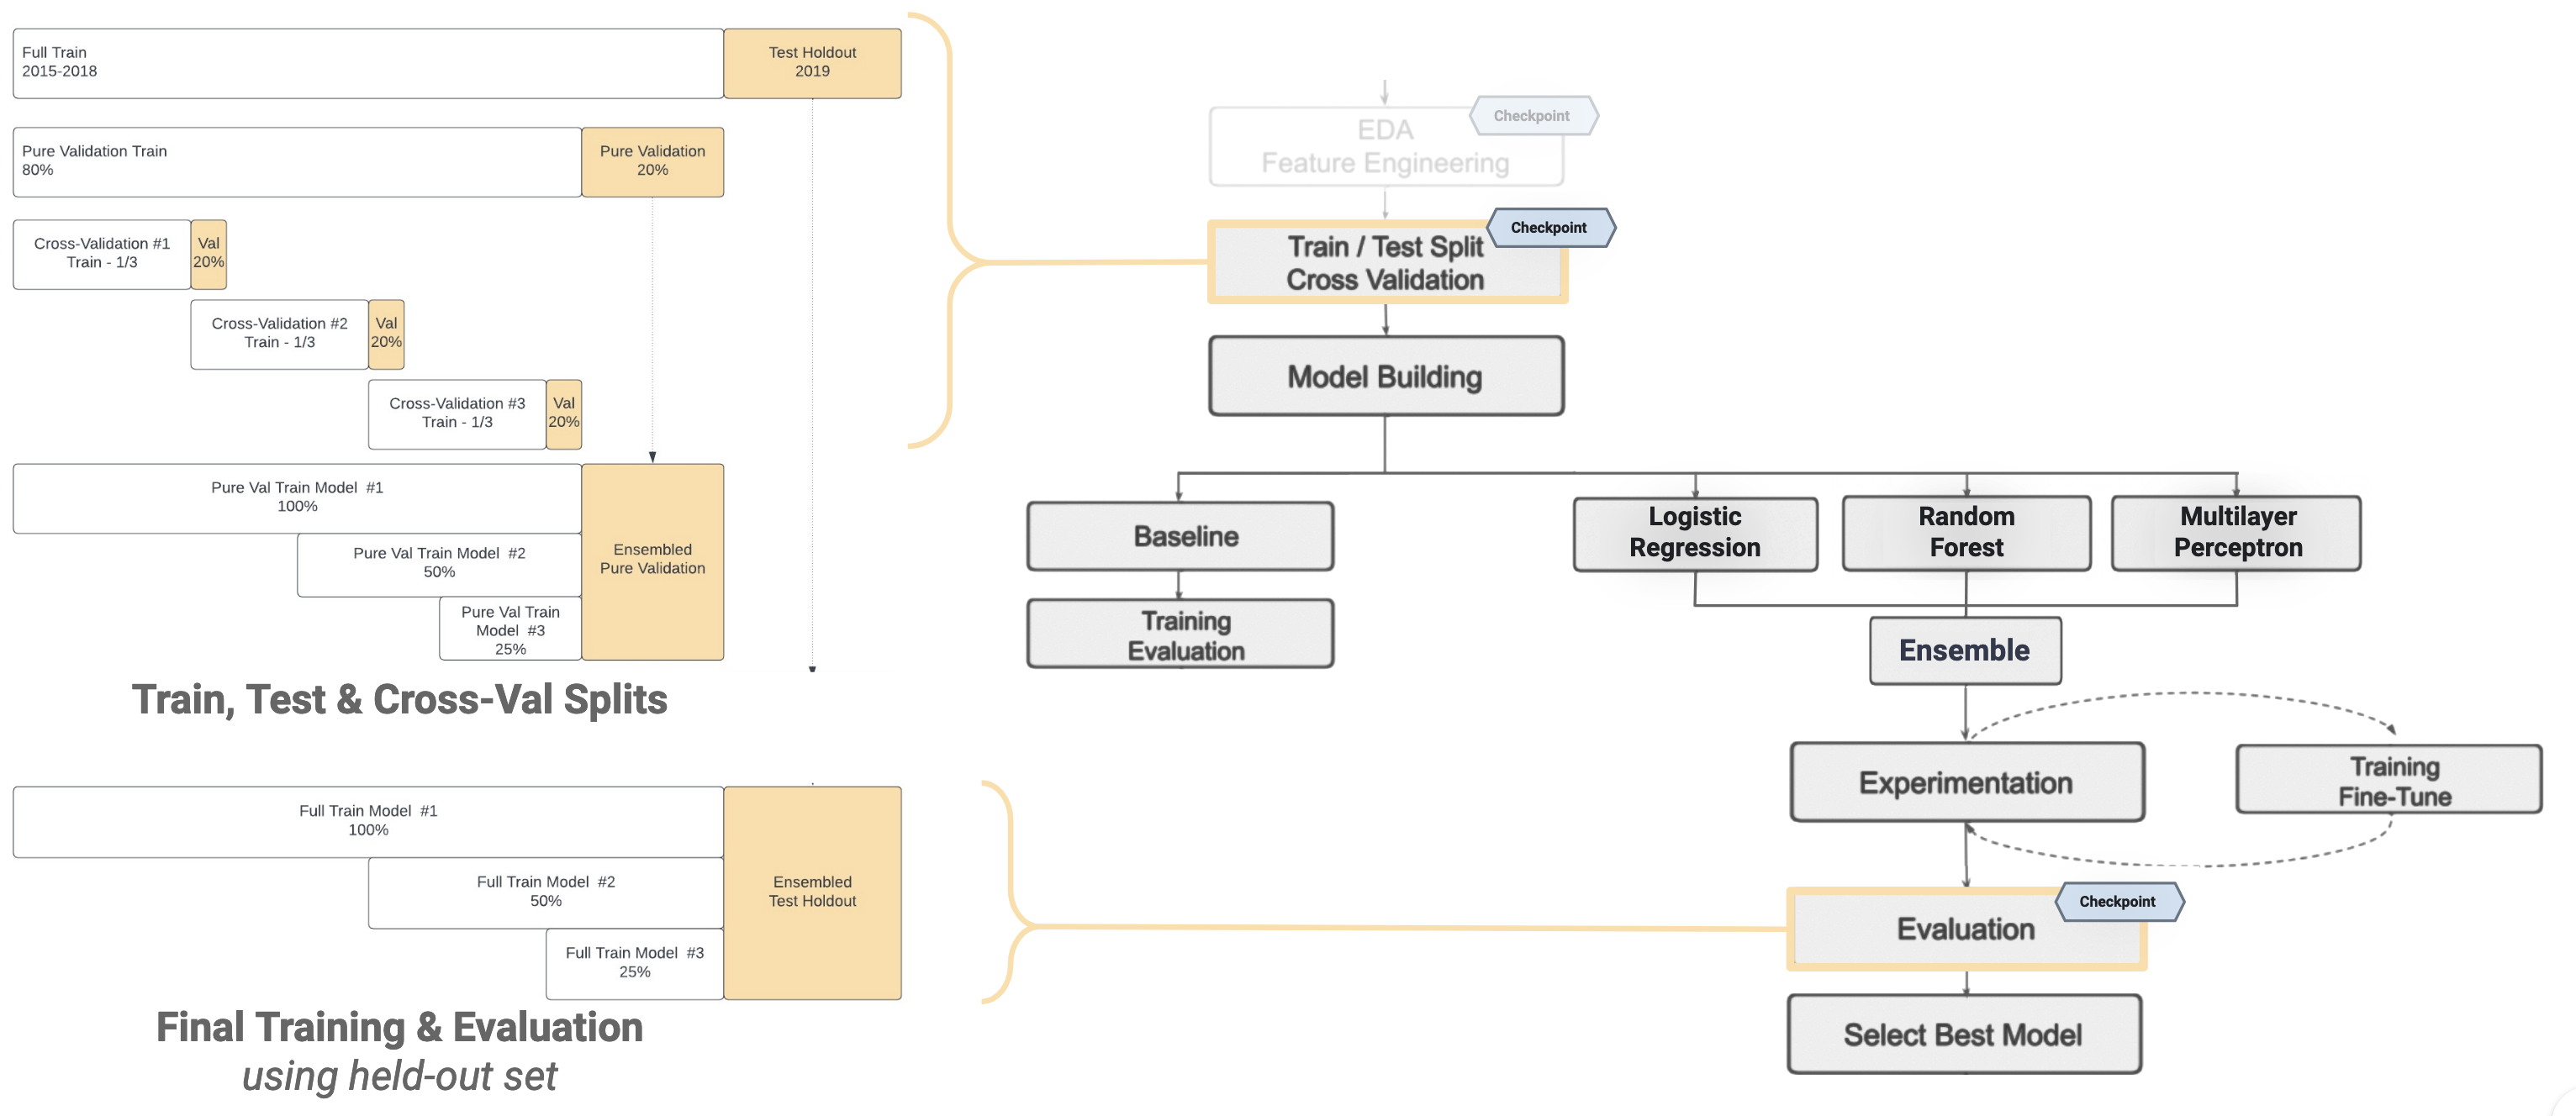 Full Train
2015-2018
Test Holdout
2019
Pure Validation Train
80%
Pure Validation
20%
Cross-Validation #1
Train - 1/3
Val
20%
Cross-Validation #2
Train - 1/3
Val
20%
Cross-Validation #3
Train - 1/3
Val
20%
Pure Val Train Model #1
100%
Pure Val Train Model #2
50%
Pure Val Train
Model #3
25%
Ensembled
Pure Validation
Train, Test & Cross-Val Splits
Full Train Model #1
100%
Full Train Model #2
50%
Full Train Model #3
25%
Ensembled
Test Holdout
Final Training & Evaluation
using held-out set
Checkpoint
EDA
Feature Engineering
Checkpoint
Train / Test Split
Cross Validation
Model Building
Baseline
Training
Evaluation
Logistic
Regression
Random
Forest
Multilayer
Perceptron
Ensemble
Experimentation
Training
Fine-Tune
Checkpoint
Evaluation
Select Best Model